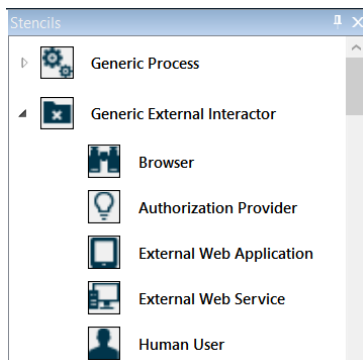 Stencils
Generic Process
Generic External Interactor
Browser
Authorization Provider
External Web Application
External Web Service
Human User